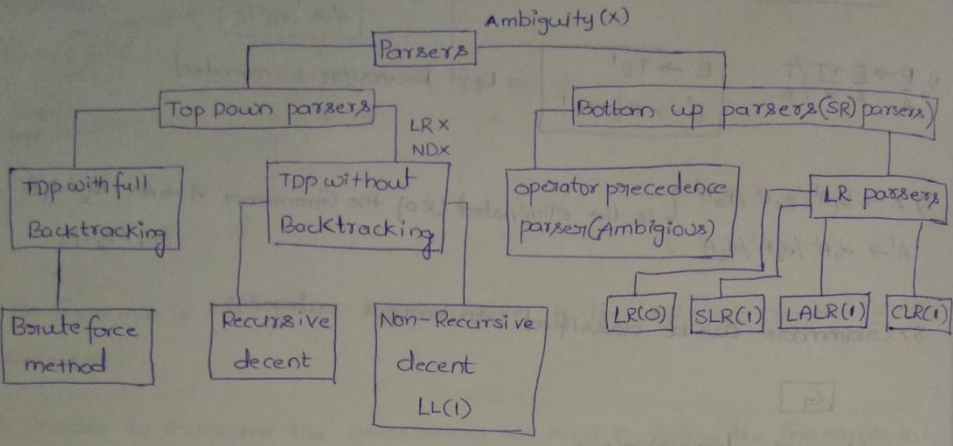 Ambiguity (x)
Parsers
Top Down parsers
Bottom up parsers (SR) parsers)
LR X
NDX
TDP with full
Backtracking
TDP without
Backtracking
operator precedence
parser (Ambigious)
LR parsers
Brute force
method
Recursive
decent
Non-Recursive
decent
LL(1)
LR(0)
SLR(1)
LALR(1)
CLR(1)